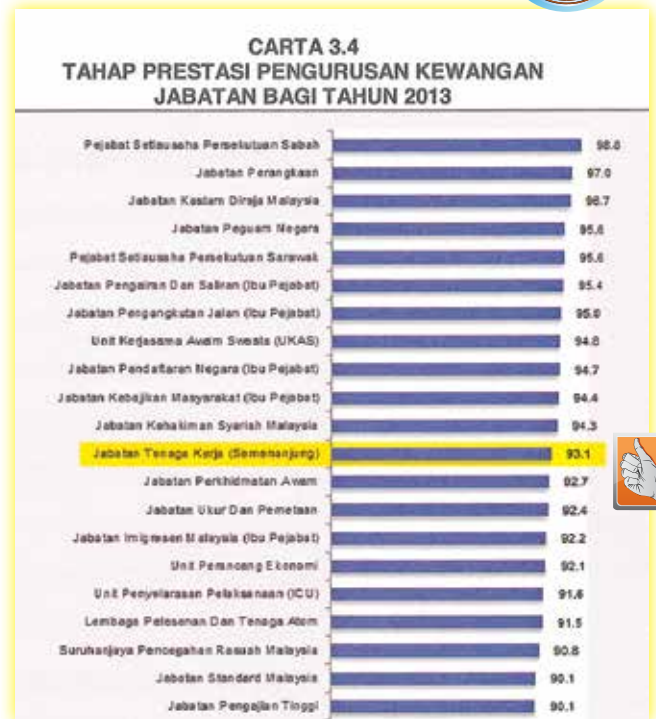 CARTA 3.4
TAHAP PRESTASI PENGURUSAN KEWANGAN
JABATAN BAGI TAHUN 2013
Pejabat Setiausaha Persekutuan Sabah 98.8
Jabatan Perangkaan 97.0
Jabatan Kastam Diraja Malaysia 96.7
Jabatan Peguam Negara
Pejabat Setiausaha Persekutuan Sarawak 95.6
Jabatan Pengairan Dan Saliran (Ibu Pejabat) 95.4
Jabatan Pengangkutan Jalan (Ibu Pejabat) 95.0
Unit Kerjasama Awam Swasta (UKAS) 94.8
Jabatan Pendaftaran Negara (Ibu Pejabat) 94.7
Jabatan Kebajikan Masyarakat (Ibu Pejabat) 94.4
Jabatan Kehakiman Syariah Malaysia 94.3
Jabatan Tenaga Kerja (Semenanjung) 93.1
Jabatan Perkhidmatan Awam 92.7
Jabatan Ukur Dan Pemetaan 92.4
Jabatan Imigresen Malaysia (Ibu Pejabat) 92.2
Unit Perancang Ekonomi 92.1
Unit Penyelarasan Pelaksanaan (ICU) 91.6
Lembaga Pelesenan Dan Tenaga Atom 91.5
Suruhanjaya Pencegahan Rasuah Malaysia 90.8
Jabatan Standard Malaysia 90.1
Jabatan Pengajian Tinggi 90.1